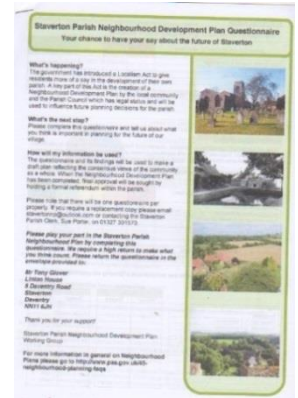 Staverton Parish Neighbourhood Development Plan Questionnaire
Your chance to have your say about the future of Staverton
What's happening?
The government has introduced a Localism Act to give
residents more of a say in the development of their own
parish. A key part of this Act is the creation of a
Neighbourhood Development Plan by the local community
and the Parish Council which has legal status and will be
used to influence future planning decisions for the parish.
What's the next step?
Please complete this questionnaire and tell us about what
you think is important in planning for the future of our
village.
How will my information be used?
The questionnaire and its findings will be used to make a
draft plan reflecting the consensus views of the community
as a whole. When the Neighbourhood Development Plan
has been completed, your approval will be sought by
holding a formal referendum within the parish.
Please note that there will be one questionnaire per
property. If you require a replacement copy please email
or contacting the Staverton
Parish Clerk,
Please play your part in the Staverton Parish
Neighbourhood Plan by completing this
questionnaire. We require a high return to make what
you think count. Please return the questionnaire in the
envelope provided to:
Mr Tony Glover
Linton House
Daventry Road
Staverton
Daventry
NN11 6JH
Thank you for your support!
Staverton Parish Neighbourhood Development Plan
Working Group
For more information in general on Neighbourhood
Plans please go to